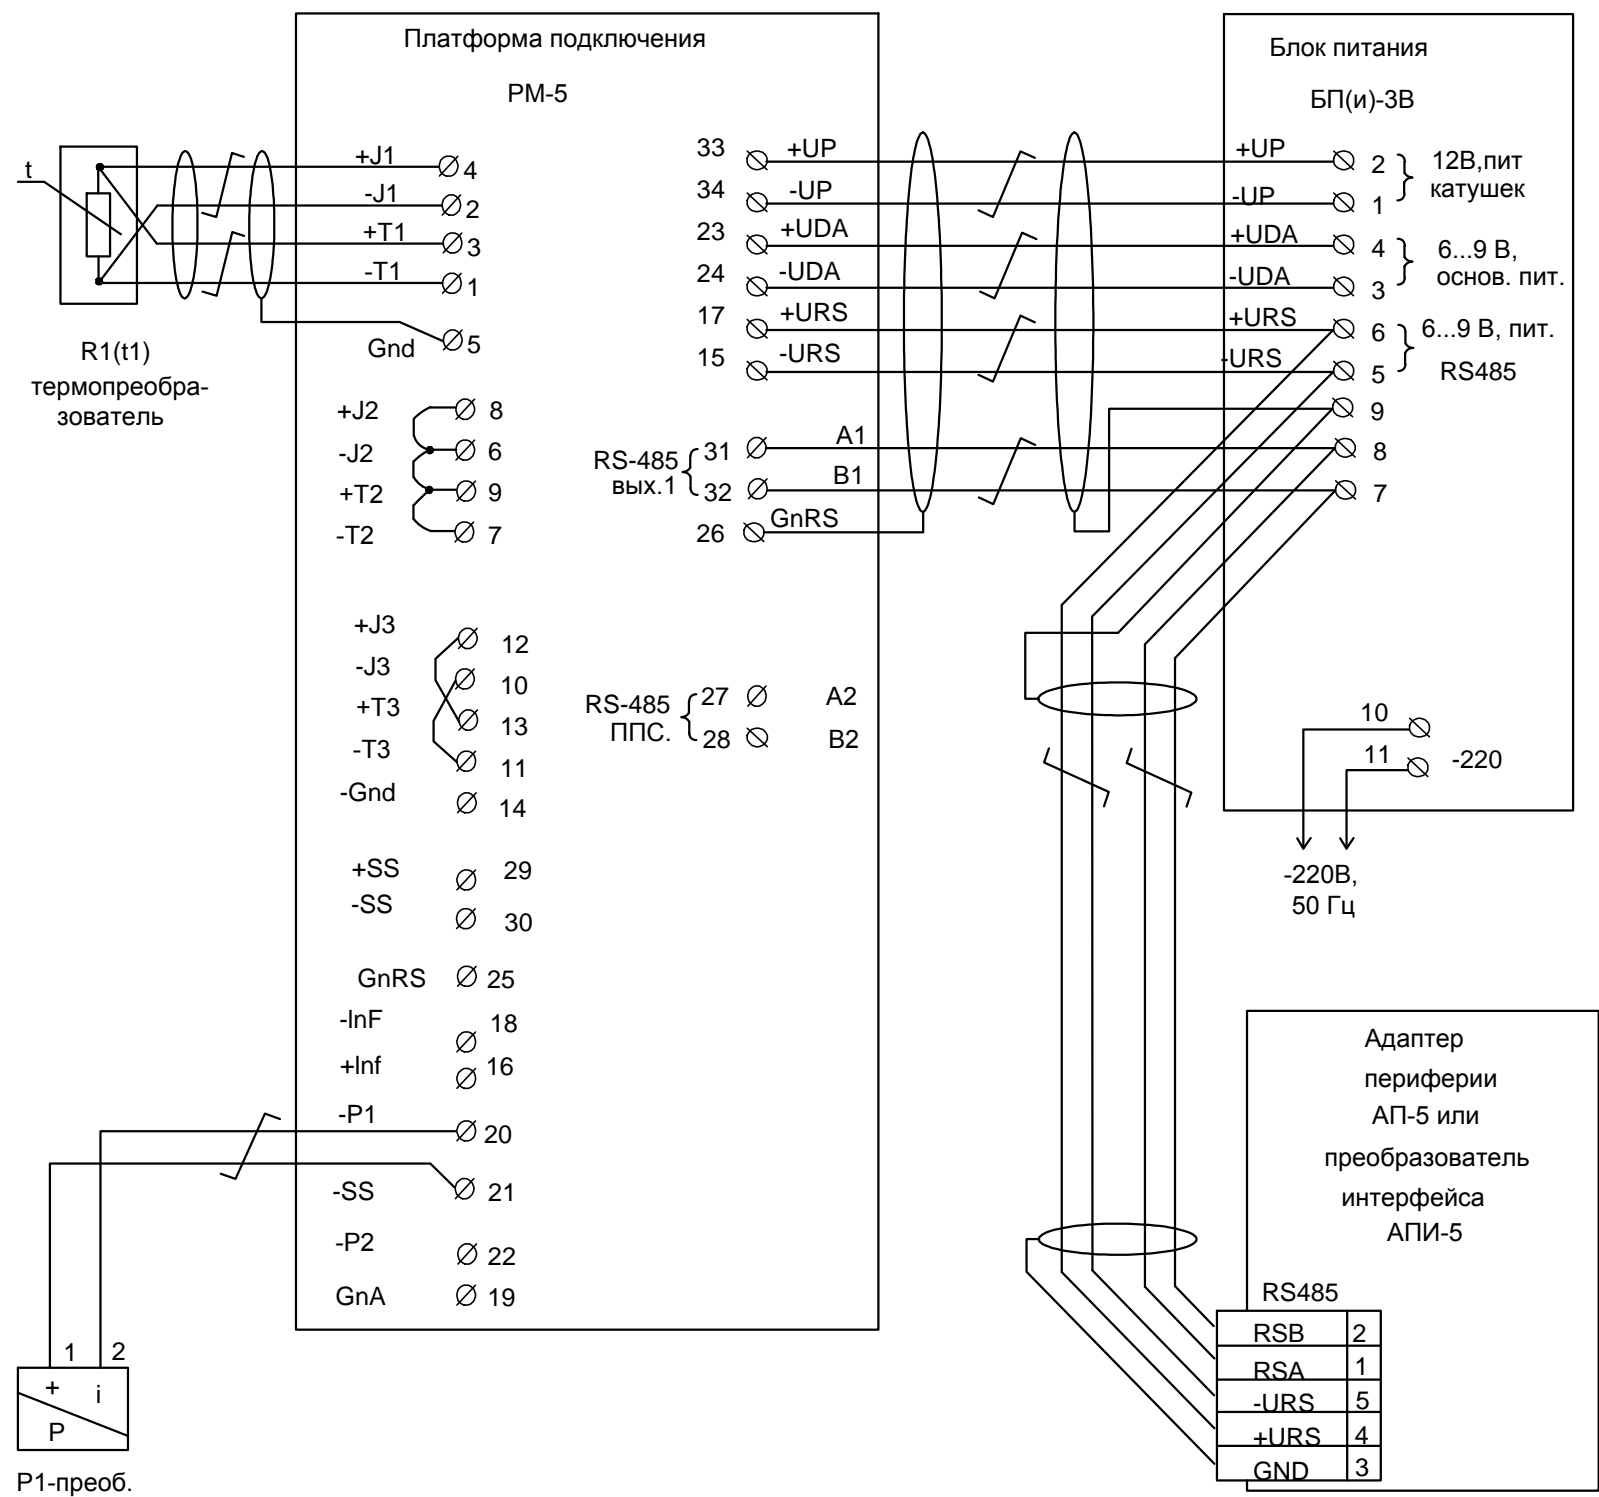 Платформа подключения
РМ-5
Блок питания
БП(и)-3В
t
R1(t1)
термопреобра-
зователь
+J1
4
-J1
2
+T1
3
-T1
1
Gnd
5
+J2
8
-J2
6
+T2
9
-T2
7
+J3
12
-J3
10
+T3
13
-T3
11
-Gnd
14
+SS
29
-SS
30
GnRS
25
-InF
18
+Inf
16
-P1
20
-SS
21
-P2
22
GnA
19
33
+UP
34
-UP
23
+UDA
24
-UDA
17
+URS
15
-URS
RS-485
вых.1
31
A1
32
B1
26
GnRS
RS-485
ППС.
27
A2
28
B2
+UP
2
-UP
1
12В,пит
катушек
+UDA
4
-UDA
3
6...9 В,
основ. пит.
+URS
6
-URS
5
6...9 В, пит.
RS485
9
8
7
10
11
-220
-220В,
50 Гц
Адаптер
периферии
АП-5 или
преобразователь
интерфейса
АПИ-5
RS485
RSB 2
RSA 1
-URS 5
+URS 4
GND 3
1 2
+ i
P
Р1-преоб.